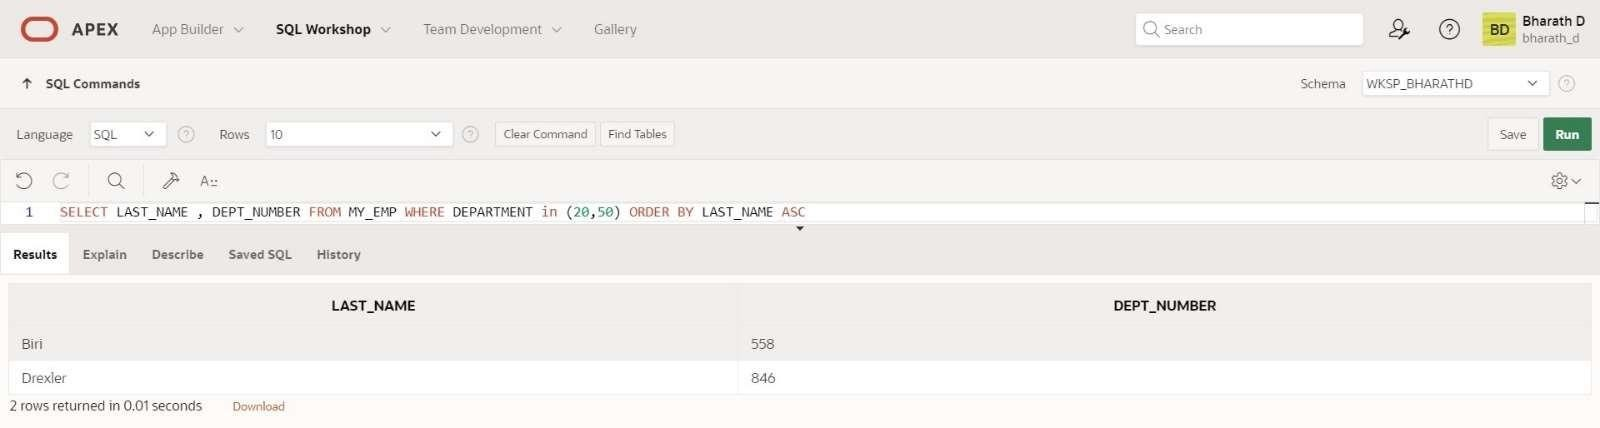 APEX App Builder SQL Workshop Team Development Gallery Search BD Bharath D
bharath_d
SQL Commands Schema WKSP_BHARATHD
Language SQL Rows 10 Clear Command Find Tables Save Run
A::
1 SELECT LAST_NAME , DEPT_NUMBER FROM MY_EMP WHERE DEPARTMENT in (20,50) ORDER BY LAST_NAME ASC
Results Explain Describe Saved SQL History
LAST_NAME DEPT_NUMBER
Biri 558
Drexler 846
2 rows returned in 0.01 seconds Download